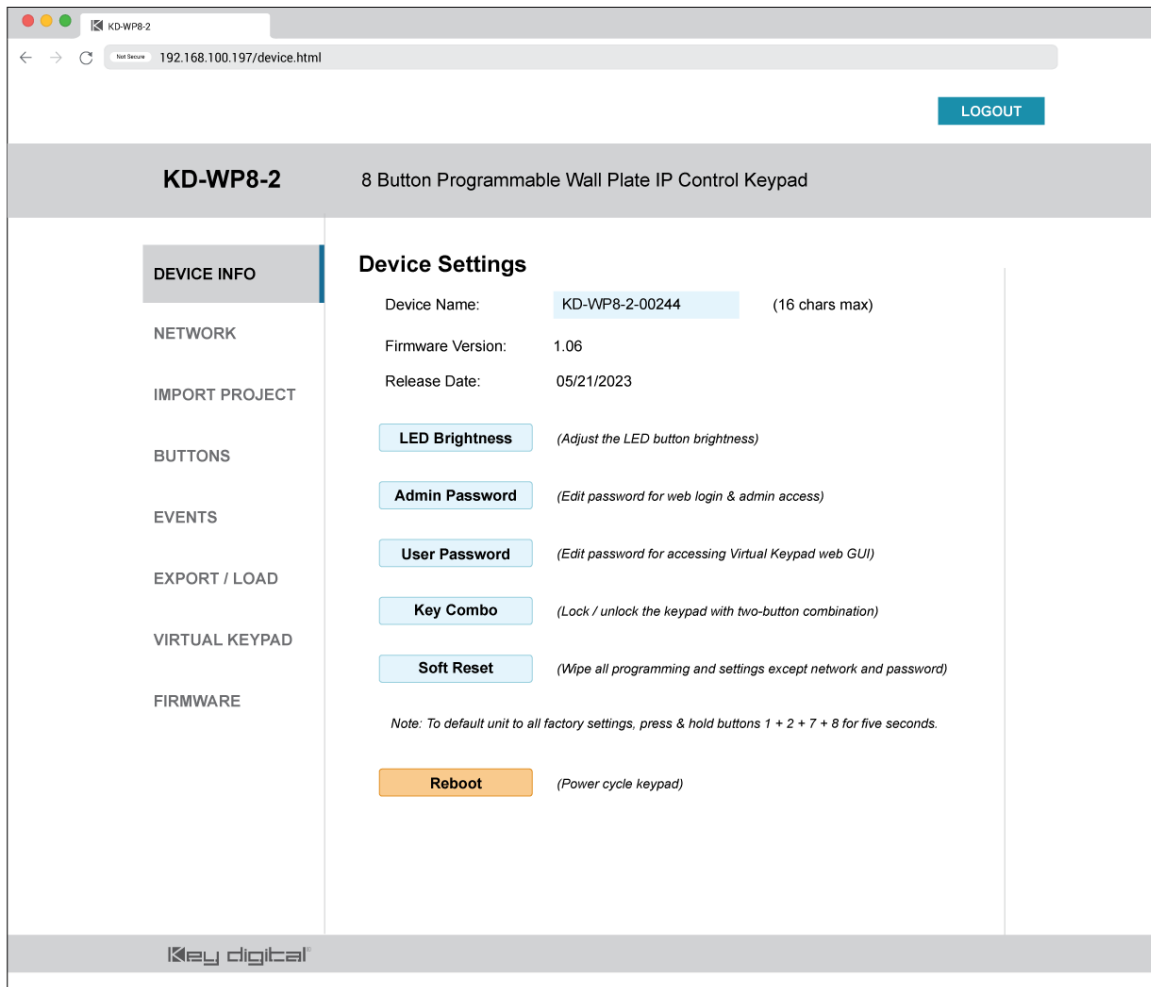 KD-WP8-2
Not Secure 192.168.100.197/device.html
LOGOUT
KD-WP8-2 8 Button Programmable Wall Plate IP Control Keypad
DEVICE INFO
NETWORK
IMPORT PROJECT
BUTTONS
EVENTS
EXPORT / LOAD
VIRTUAL KEYPAD
FIRMWARE
Device Settings
Device Name: KD-WP8-2-00244 (16 chars max)
Firmware Version: 1.06
Release Date: 05/21/2023
LED Brightness (Adjust the LED button brightness)
Admin Password (Edit password for web login & admin access)
User Password (Edit password for accessing Virtual Keypad web GUI)
Key Combo (Lock / unlock the keypad with two-button combination)
Soft Reset (Wipe all programming and settings except network and password)
Note: To default unit to all factory settings, press & hold buttons 1 + 2 + 7 + 8 for five seconds.
Reboot (Power cycle keypad)
Key digital